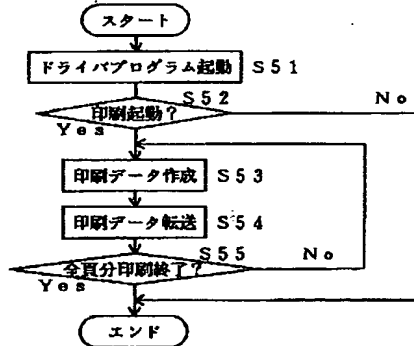 スタート
ドライバプログラム起動 S51
S52
印刷起動? No
Yes
印刷データ作成 S53
印刷データ転送 S54
S55
全頁分印刷終了? No
Yes
エンド